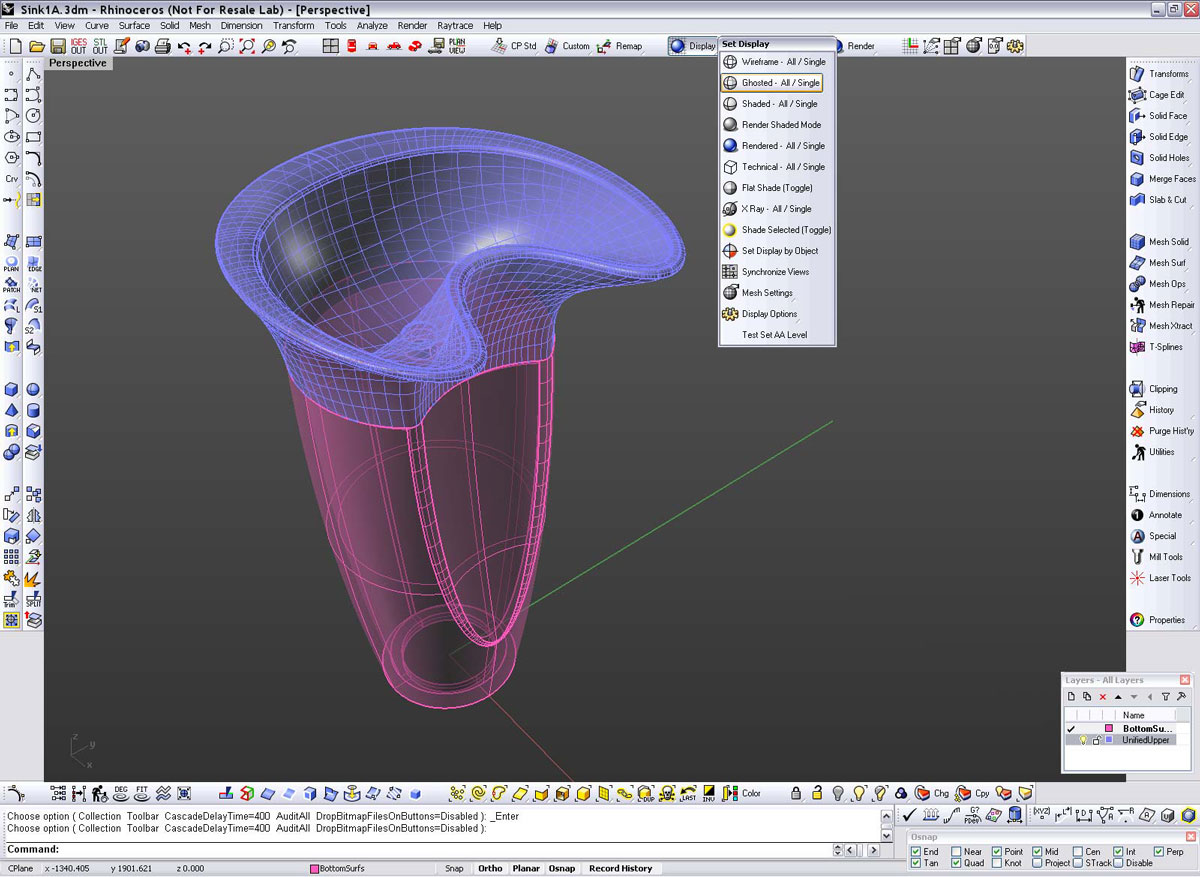 Sink1A.3dm - Rhinoceros (Not For Resale Lab) - [Perspective]
File Edit View Curve Surface Solid Mesh Dimension Transform Tools Analyze Render Raytrace Help
IGES OUT STL OUT PLAN VIEW CP Std Custom Remap Display Render
Perspective
Set Display
Wireframe - All / Single
Ghosted - All / Single
Shaded - All / Single
Render Shaded Mode
Rendered - All / Single
Technical - All / Single
Flat Shade (Toggle)
X Ray - All / Single
Shade Selected (Toggle)
Set Display by Object
Synchronize Views
Mesh Settings
Display Options
Test Set AA Level
Crv
PLAN EDGE
PATCH NET
L S1
S2
Trim SPLIT
Transforms
Cage Edit
Solid Face
Solid Edge
Solid Holes
Merge Faces
Slab & Cut
Mesh Solid
Mesh Surf
Mesh Ops
Mesh Repair
Mesh Xtract
T-Splines
Clipping
History
Purge Hist'ry
Utilities
Dimensions
Annotate
Special
Mill Tools
Laser Tools
Properties
z
y
x
Layers - All Layers
Name
BottomSu...
UnifiedUpper
DEG FIT DUP LAST INV Color Chg Cpy
Choose option ( Collection Toolbar CascadeDelayTime=400 AuditAll DropBitmapFilesOnButtons=Disabled ): _Enter
Choose option ( Collection Toolbar CascadeDelayTime=400 AuditAll DropBitmapFilesOnButtons=Disabled ):
Command:
Osnap
End Near Point Mid Cen Int Perp
Tan Quad Knot Project STrack Disable
CPlane x -1340.405 y 1901.621 z 0.000 BottomSurfs Snap Ortho Planar Osnap Record History